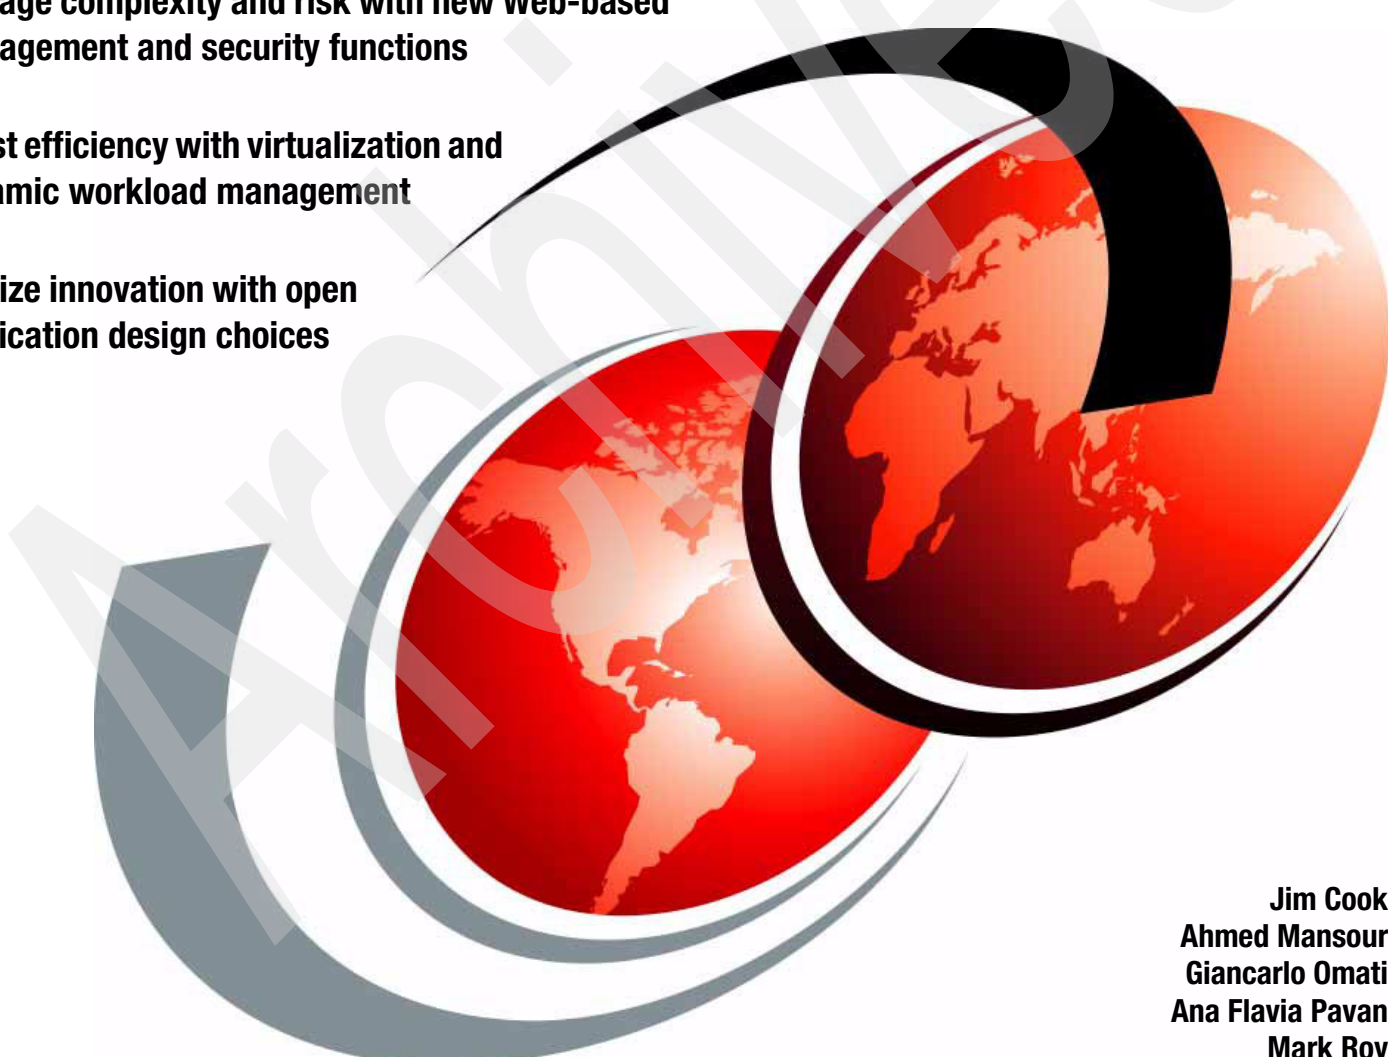 age complexity and risk with new Web-based
agement and security functions
st efficiency with virtualization and
amic workload management
ize innovation with open
ication design choices
Archive
Jim Cook
Ahmed Mansour
Giancarlo Omati
Ana Flavia Pavan
Mark Roy